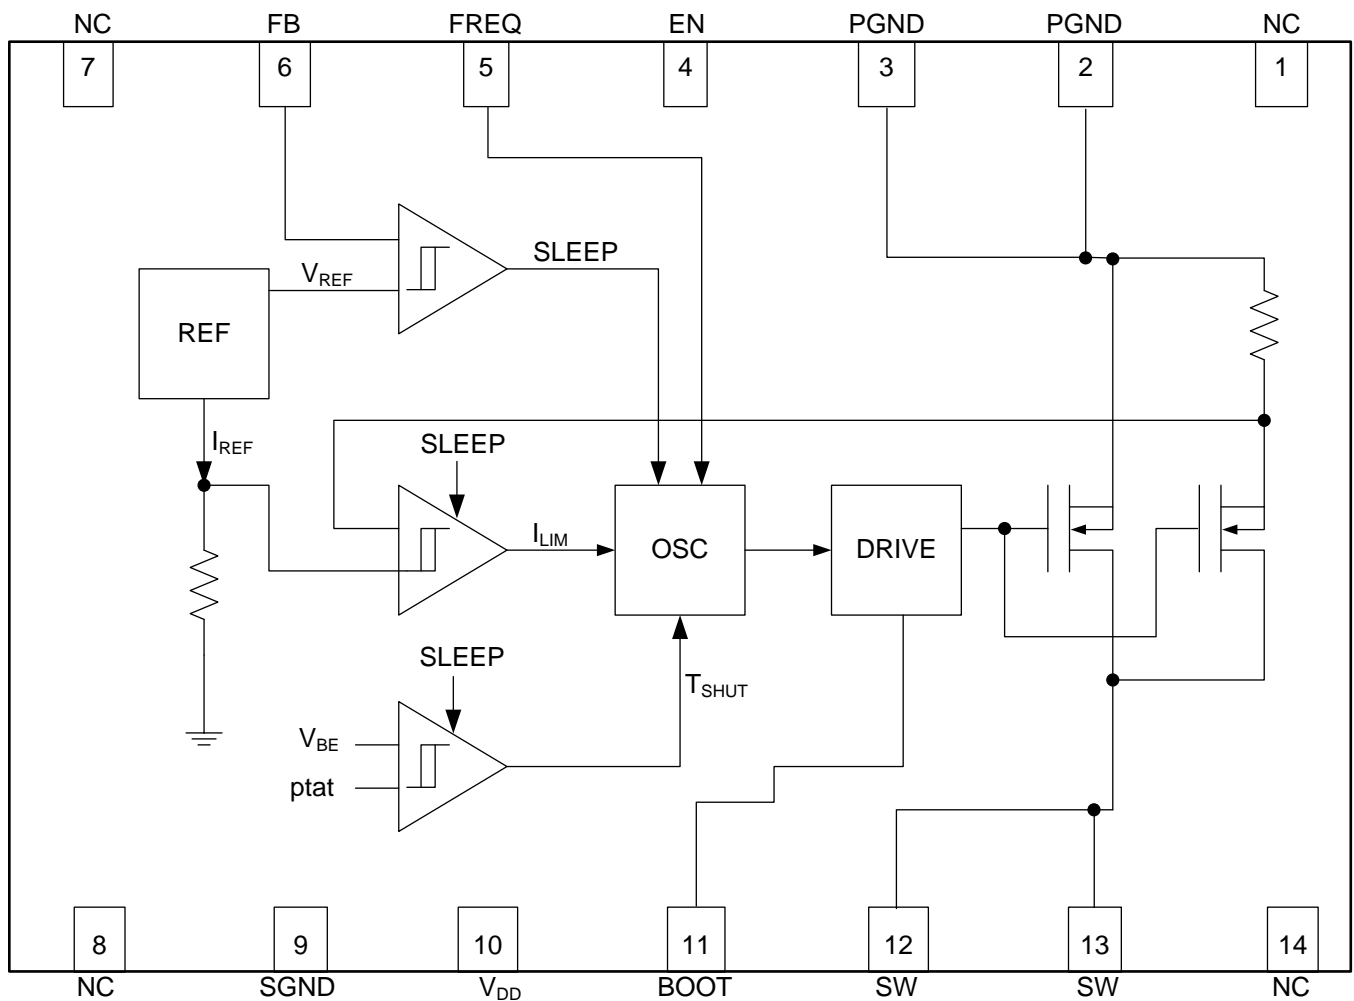 NC FB FREQ EN PGND PGND NC
7 6 5 4 3 2 1
SLEEP
VREF
REF
IREF
SLEEP
ILIM
OSC
DRIVE
SLEEP
TSHUT
VBE
ptat
8 9 10 11 12 13 14
NC SGND VDD BOOT SW SW NC